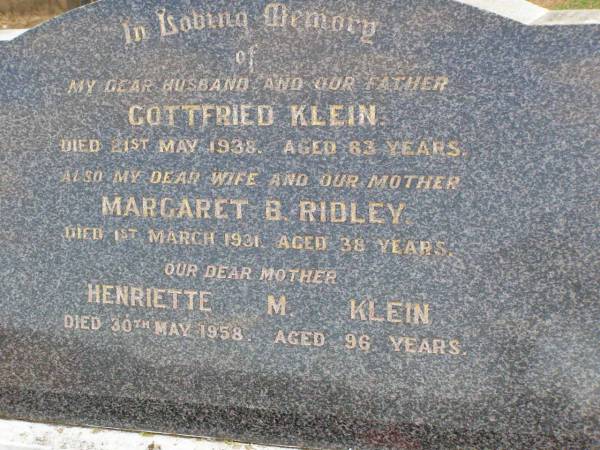 In Loving Memory
of
MY DEAR HUSBAND AND OUR FATHER
GOTTFRIED KLEIN.
DIED 21ST MAY 1938. AGED 83 YEARS.
ALSO MY DEAR WIFE AND OUR MOTHER
MARGARET B. RIDLEY.
DIED 1ST MARCH 1931. AGED 38 YEARS.
OUR DEAR MOTHER
HENRIETTE M. KLEIN
DIED 30TH MAY 1958. AGED 96 YEARS.